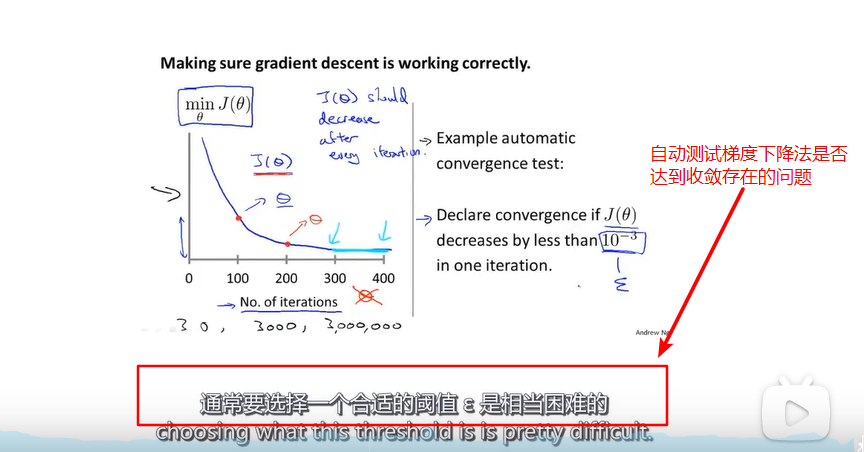 Making sure gradient descent is working correctly.
min J(θ)
θ
J(θ) should
decrease
after
every iteration.
J(θ)
θ
θ
0 100 200 300 400
No. of iterations
30, 3000, 3,000,000
→ Example automatic
convergence test:
→ Declare convergence if J(θ)
decreases by less than 10⁻³
in one iteration.
ε
自动测试梯度下降法是否
达到收敛存在的问题
Andrew Ng
通常要选择一个合适的阈值 ε 是相当困难的
choosing what this threshold is is pretty difficult.